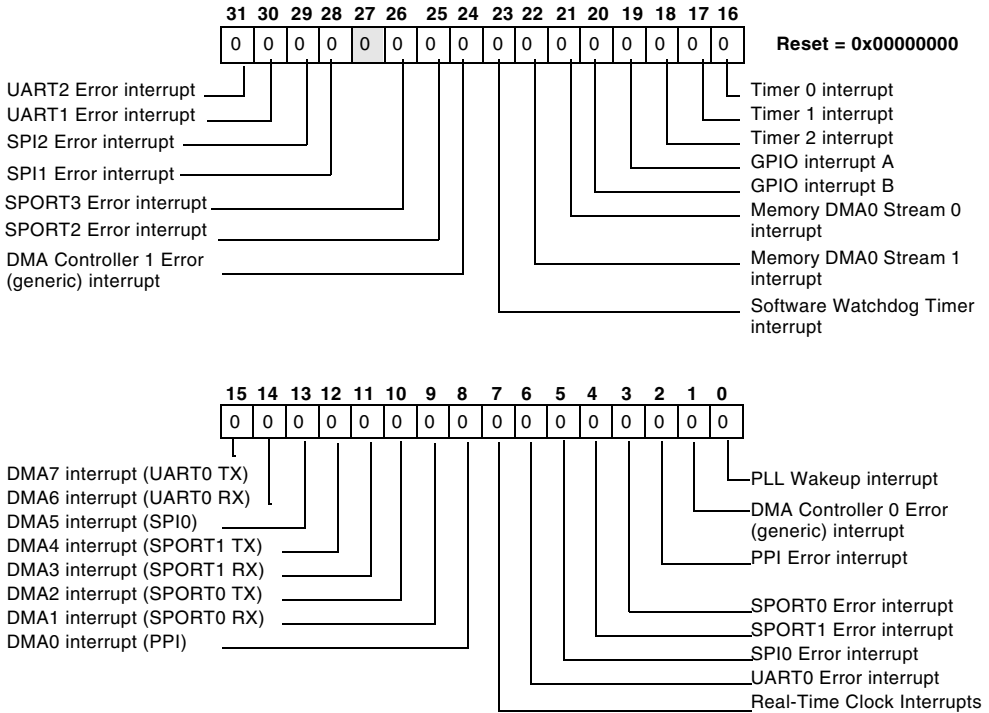 31 30 29 28 27 26 25 24 23 22 21 20 19 18 17 16
0 0 0 0 0 0 0 0 0 0 0 0 0 0 0 0
Reset = 0x00000000
UART2 Error interrupt
UART1 Error interrupt
SPI2 Error interrupt
SPI1 Error interrupt
SPORT3 Error interrupt
SPORT2 Error interrupt
DMA Controller 1 Error
(generic) interrupt
Timer 0 interrupt
Timer 1 interrupt
Timer 2 interrupt
GPIO interrupt A
GPIO interrupt B
Memory DMA0 Stream 0
interrupt
Memory DMA0 Stream 1
interrupt
Software Watchdog Timer
interrupt
15 14 13 12 11 10 9 8 7 6 5 4 3 2 1 0
0 0 0 0 0 0 0 0 0 0 0 0 0 0 0 0
DMA7 interrupt (UART0 TX)
DMA6 interrupt (UART0 RX)
DMA5 interrupt (SPI0)
DMA4 interrupt (SPORT1 TX)
DMA3 interrupt (SPORT1 RX)
DMA2 interrupt (SPORT0 TX)
DMA1 interrupt (SPORT0 RX)
DMA0 interrupt (PPI)
PLL Wakeup interrupt
DMA Controller 0 Error
(generic) interrupt
PPI Error interrupt
SPORT0 Error interrupt
SPORT1 Error interrupt
SPI0 Error interrupt
UART0 Error interrupt
Real-Time Clock Interrupts